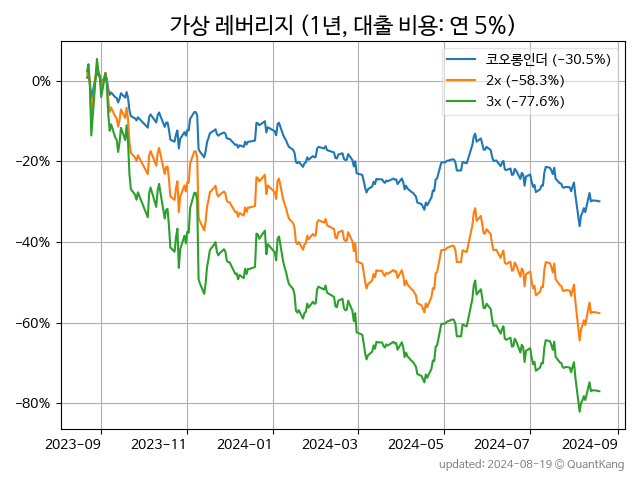 가상 레버리지 (1년, 대출 비용: 연 5%)
코오롱인더 (−30.5%)
2x (−58.3%)
3x (−77.6%)
0%
−20%
−40%
−60%
−80%
2023−09 2023−11 2024−01 2024−03 2024−05 2024−07 2024−09
updated: 2024-08-19 © QuantKang